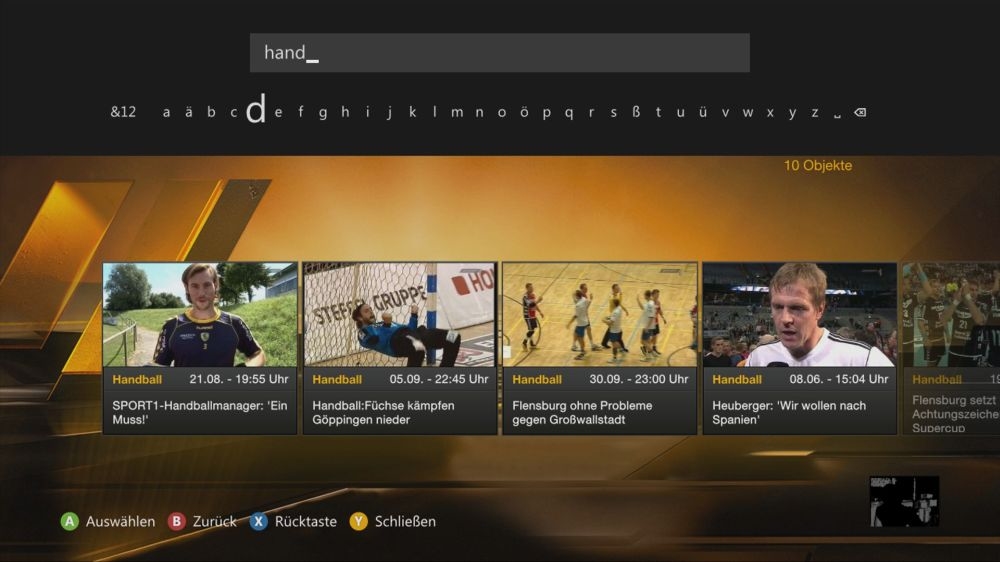 hand_
&12 a ä b c d e f g h i j k l m n o ö p q r s ß t u ü v w x y z ␣ ⌫
10 Objekte
STEFFEL GRUPPE
HO
Handball 21.08. - 19:55 Uhr
SPORT1-Handballmanager: 'Ein
Muss!'
Handball 05.09. - 22:45 Uhr
Handball:Füchse kämpfen
Göppingen nieder
Handball 30.09. - 23:00 Uhr
Flensburg ohne Probleme
gegen Großwallstadt
Handball 08.06. - 15:04 Uhr
Heuberger: 'Wir wollen nach
Spanien'
Handball 19
Flensburg setzt
Achtungszeiche
Supercup
A Auswählen B Zurück X Rücktaste Y Schließen